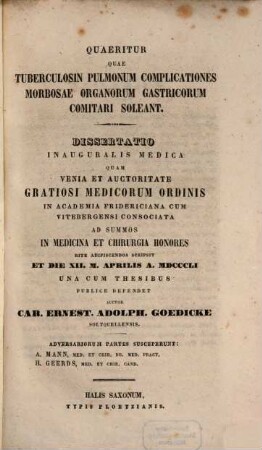 QUAERITUR
QUAE
TUBERCULOSIN PULMONUM COMPLICATIONES
MORBOSAE ORGANORUM GASTRICORUM
COMITARI SOLEANT.
DISSERTATIO
INAUGURALIS MEDICA
QUAM
VENIA ET AUCTORITATE
GRATIOSI MEDICORUM ORDINIS
IN ACADEMIA FRIDERICIANA CUM
VITEBERGENSI CONSOCIATA
AD SUMMOS
IN MEDICINA ET CHIRURGIA HONORES
RITE ADIPISCENDOS SCRIPSIT
ET DIE XII. M. APRILIS A. MDCCCLI
UNA CUM THESIBUS
PUBLICE DEFENDET
AUCTOR
CAR. ERNEST. ADOLPH. GOEDICKE
SOLTQUELLENSIS.
ADVERSARIORUM PARTES SUSCEPERUNT:
A. MANN, MED. ET CHIR. DR. MED. PRACT.
H. GEERDS, MED. ET CHIR. CAND.
HALIS SAXONUM,
TYPIS PLOETZIANIS.